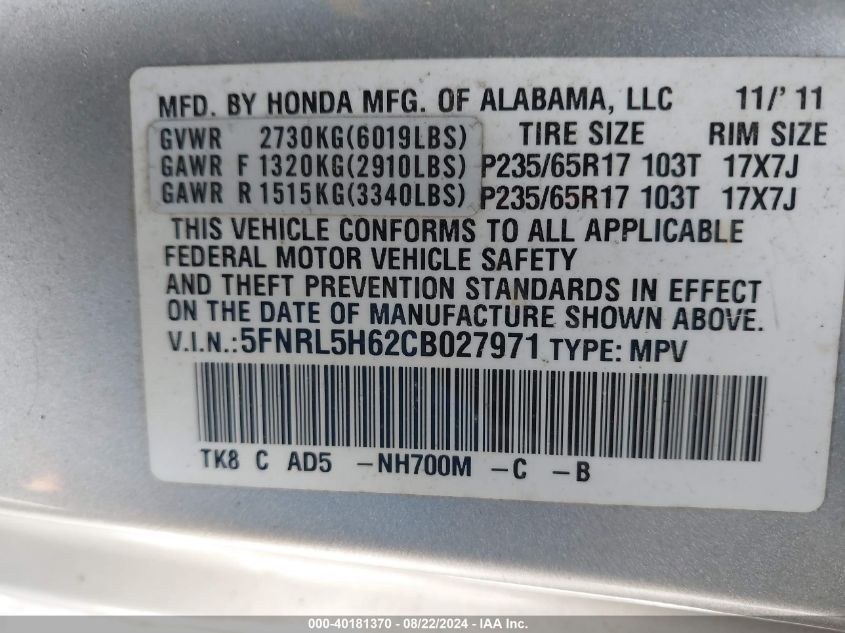 MFD. BY HONDA MFG. OF ALABAMA, LLC 11/'11
GVWR 2730KG(6019LBS) TIRE SIZE RIM SIZE
GAWR F 1320KG(2910LBS) P235/65R17 103T 17X7J
GAWR R 1515KG(3340LBS) P235/65R17 103T 17X7J
THIS VEHICLE CONFORMS TO ALL APPLICABLE
FEDERAL MOTOR VEHICLE SAFETY
AND THEFT PREVENTION STANDARDS IN EFFECT
ON THE DATE OF MANUFACTURE SHOWN ABOVE.
V.I.N.:5FNRL5H62CB027971 TYPE: MPV
TK8 C AD5 -NH700M -C -B
000-40181370 - 08/22/2024 - IAA Inc.